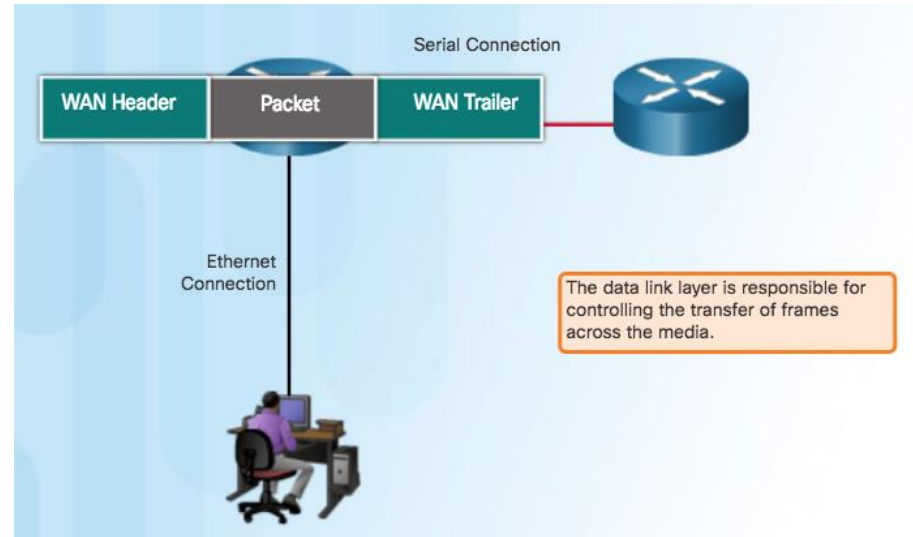 Serial Connection
WAN Header Packet WAN Trailer
Ethernet
Connection
The data link layer is responsible for
controlling the transfer of frames
across the media.